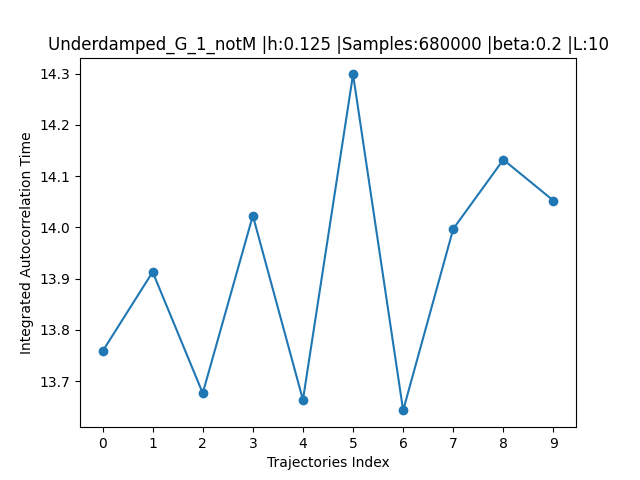 Underdamped_G_1_notM |h:0.125 |Samples:680000 |beta:0.2 |L:10
14.3
14.2
14.1
14.0
13.9
13.8
13.7
Integrated Autocorrelation Time
0 1 2 3 4 5 6 7 8 9
Trajectories Index